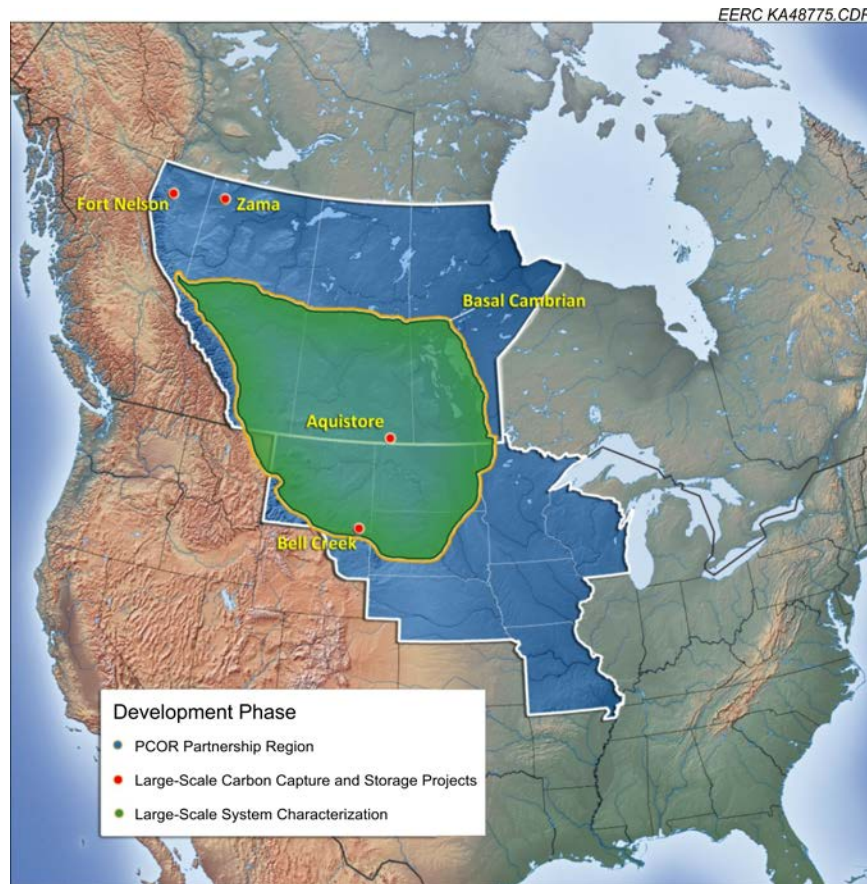 EERC KA48775.CDR
Fort Nelson
Zama
Basal Cambrian
Aquistore
Bell Creek
Development Phase
PCOR Partnership Region
Large-Scale Carbon Capture and Storage Projects
Large-Scale System Characterization